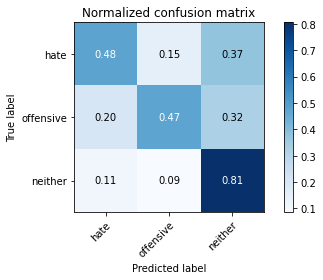 Normalized confusion matrix
True label
hate
0.48 0.15 0.37
offensive
0.20 0.47 0.32
neither
0.11 0.09 0.81
hate offensive neither
Predicted label
0.8
0.7
0.6
0.5
0.4
0.3
0.2
0.1